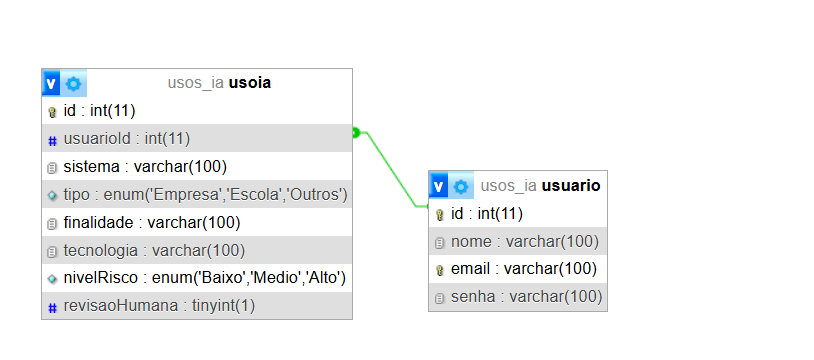 v usos_ia usoia
id : int(11)
# usuarioId : int(11)
sistema : varchar(100)
tipo : enum('Empresa','Escola','Outros')
finalidade : varchar(100)
tecnologia : varchar(100)
nivelRisco : enum('Baixo','Medio','Alto')
# revisaoHumana : tinyint(1)
v usos_ia usuario
id : int(11)
nome : varchar(100)
email : varchar(100)
senha : varchar(100)